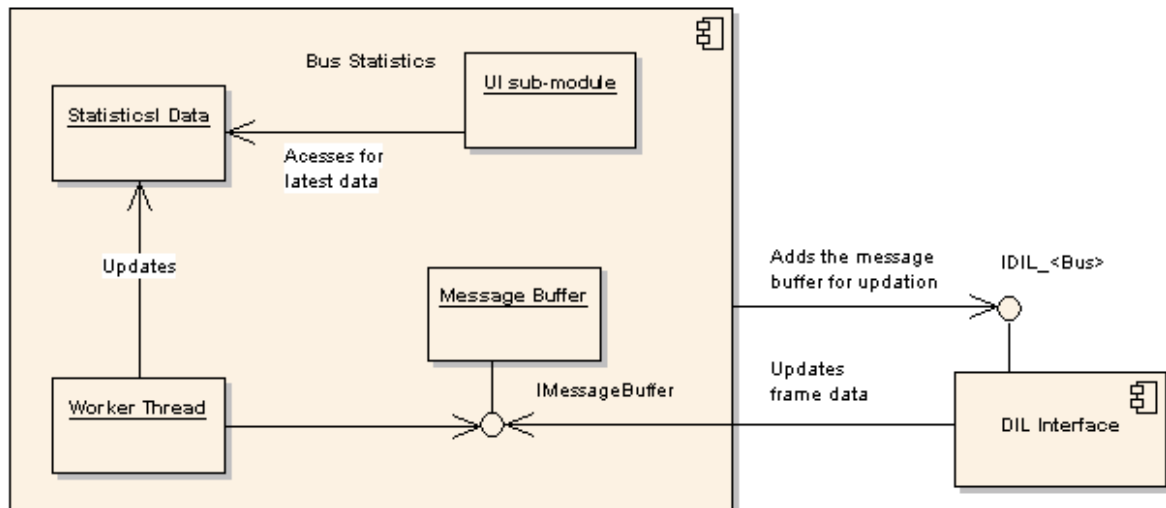 Bus Statistics
UI sub-module
StatisticsI Data
Acesses for
latest data
Updates
Adds the message
buffer for updation
IDIL_<Bus>
Message Buffer
Updates
frame data
IMessageBuffer
Worker Thread
DIL Interface